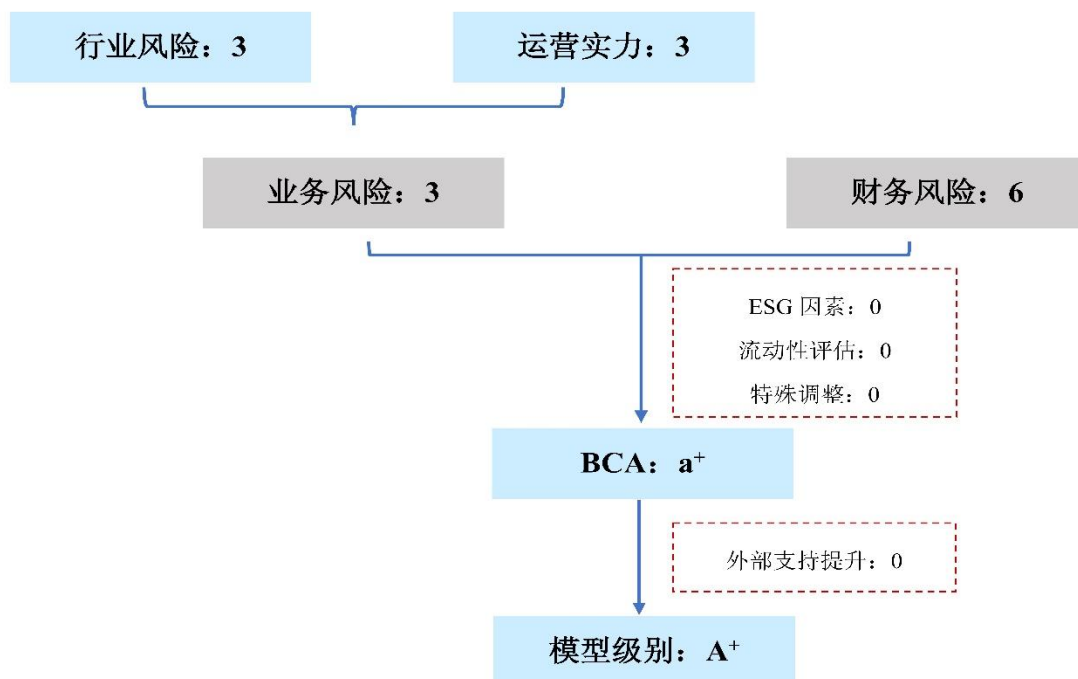 行业风险：3
运营实力：3
业务风险：3
财务风险：6
ESG 因素：0
流动性评估：0
特殊调整：0
BCA：a⁺
外部支持提升：0
模型级别：A⁺